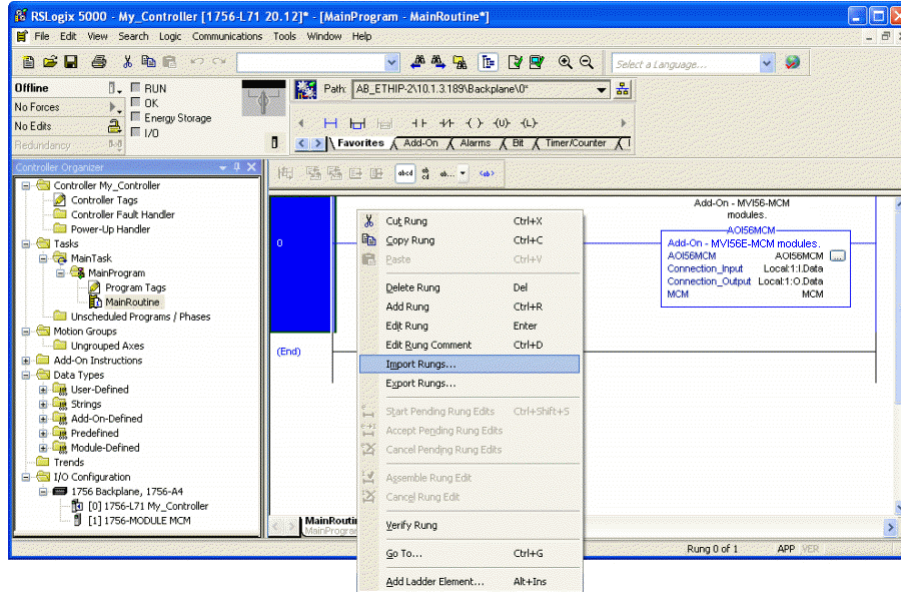 RSLogix 5000 - My_Controller [1756-L71 20.12]* - [MainProgram - MainRoutine*]
File Edit View Search Logic Communications Tools Window Help
Select a Language...
Offline
RUN
No Forces
OK
Energy Storage
No Edits
I/O
Redundancy
Path: AB_ETHIP-2\10.1.3.189\Backplane\0*
Favorites Add-On Alarms Bit Timer/Counter
Controller Organizer
Controller My_Controller
Controller Tags
Controller Fault Handler
Power-Up Handler
Tasks
MainTask
MainProgram
Program Tags
MainRoutine
Unscheduled Programs / Phases
Motion Groups
Ungrouped Axes
Add-On Instructions
Data Types
User-Defined
Strings
Add-On-Defined
Predefined
Module-Defined
Trends
I/O Configuration
1756 Backplane, 1756-A4
[0] 1756-L71 My_Controller
[1] 1756-MODULE MCM
0
(End)
Cut Rung Ctrl+X
Copy Rung Ctrl+C
Paste Ctrl+V
Delete Rung Del
Add Rung Ctrl+R
Edit Rung Enter
Edit Rung Comment Ctrl+D
Import Rungs...
Export Rungs...
Start Pending Rung Edits Ctrl+Shift+S
Accept Pending Rung Edits
Cancel Pending Rung Edits
Assemble Rung Edit
Cancel Rung Edit
Verify Rung
Go To... Ctrl+G
Add Ladder Element... Alt+Ins
Add-On - MVI56-MCM
modules.
AOI56MCM
Add-On - MVI56E-MCM modules.
AOI56MCM AOI56MCM ...
Connection_Input Local:1:I.Data
Connection_Output Local:1:O.Data
MCM MCM
MainRouti
MainProgra
Rung 0 of 1 APP VER